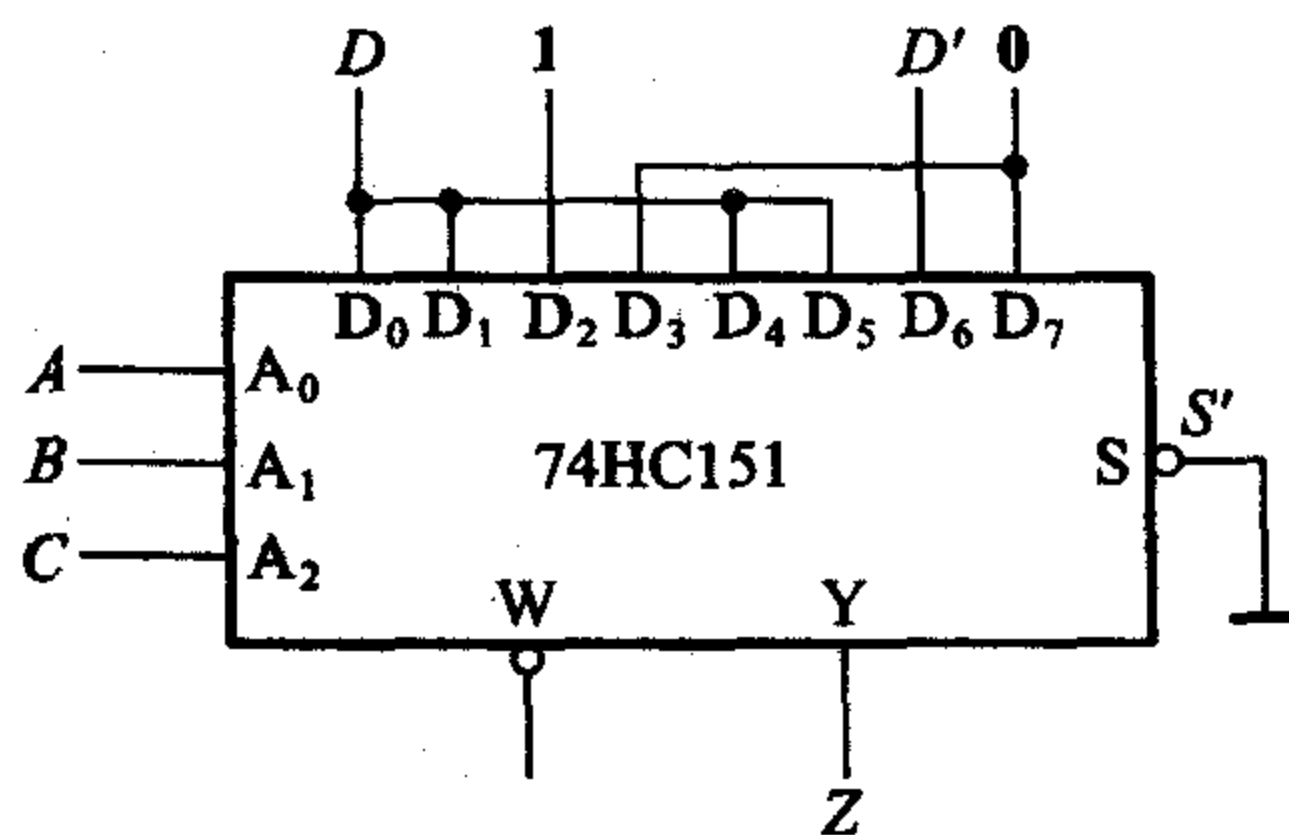 D 1 D' 0
D₀ D₁ D₂ D₃ D₄ D₅ D₆ D₇
A A₀
S'
B A₁ 74HC151 S
C A₂
W Y
Z